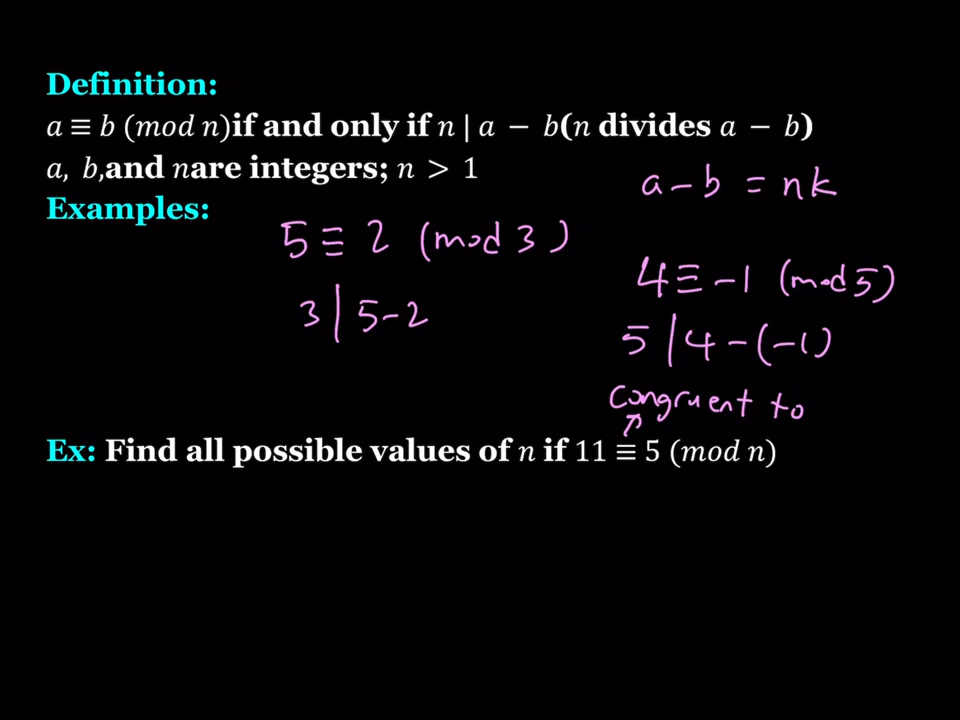 Definition:
a ≡ b (mod n)if and only if n | a − b(n divides a − b)
a, b,and nare integers; n > 1
a - b = nk
Examples:
5 ≡ 2 (mod 3)
4 ≡ -1 (mod 5)
3 | 5-2
5 | 4 - (-1)
congruent to
Ex: Find all possible values of n if 11 ≡ 5 (mod n)